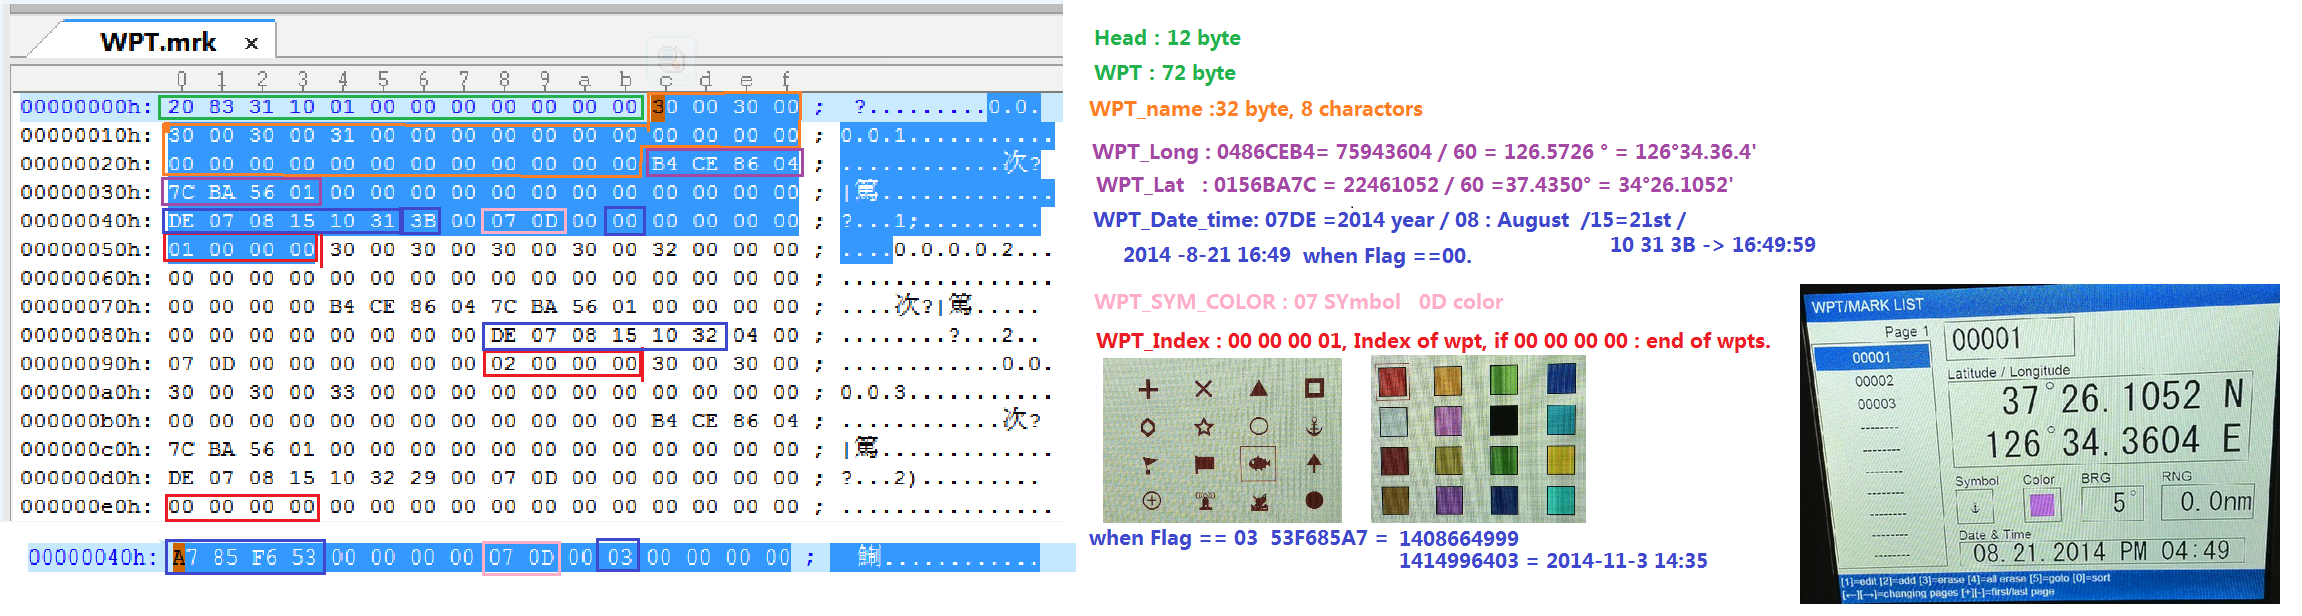 WPT.mrk x
0 1 2 3 4 5 6 7 8 9 a b c d e f
00000000h: 20 83 31 10 01 00 00 00 00 00 00 00 30 00 30 00 ; ?.........0.0.
00000010h: 30 00 30 00 31 00 00 00 00 00 00 00 00 00 00 00 ; 0.0.1...........
00000020h: 00 00 00 00 00 00 00 00 00 00 00 00 B4 CE 86 04 ; ............次?
00000030h: 7C BA 56 01 00 00 00 00 00 00 00 00 00 00 00 00 ; |篤.............
00000040h: DE 07 08 15 10 31 3B 00 07 0D 00 00 00 00 00 00 ; ?...1;..........
00000050h: 01 00 00 00 30 00 30 00 30 00 30 00 32 00 00 00 ; ....0.0.0.0.2...
00000060h: 00 00 00 00 00 00 00 00 00 00 00 00 00 00 00 00 ; ................
00000070h: 00 00 00 00 B4 CE 86 04 7C BA 56 01 00 00 00 00 ; ....次?|篤.....
00000080h: 00 00 00 00 00 00 00 00 DE 07 08 15 10 32 04 00 ; ........?...2..
00000090h: 07 0D 00 00 00 00 00 00 02 00 00 00 30 00 30 00 ; ............0.0.
000000a0h: 30 00 30 00 33 00 00 00 00 00 00 00 00 00 00 00 ; 0.0.3...........
000000b0h: 00 00 00 00 00 00 00 00 00 00 00 00 B4 CE 86 04 ; ............次?
000000c0h: 7C BA 56 01 00 00 00 00 00 00 00 00 00 00 00 00 ; |篤.............
000000d0h: DE 07 08 15 10 32 29 00 07 0D 00 00 00 00 00 00 ; ?...2)..........
000000e0h: 00 00 00 00 00 00 00 00 00 00 00 00 00 00 00 00 ; ................
00000040h: A7 85 F6 53 00 00 00 00 07 0D 00 03 00 00 00 00 ;
Head : 12 byte
WPT : 72 byte
WPT_name :32 byte, 8 charactors
WPT_Long : 0486CEB4= 75943604 / 60 = 126.5726 ° = 126°34.36.4'
WPT_Lat : 0156BA7C = 22461052 / 60 =37.4350° = 34°26.1052'
WPT_Date_time: 07DE =2014 year / 08 : August /15=21st /
10 31 3B -> 16:49:59
2014 -8-21 16:49 when Flag ==00.
WPT_SYM_COLOR : 07 SYmbol 0D color
WPT_Index : 00 00 00 01, Index of wpt, if 00 00 00 00 : end of wpts.
when Flag == 03 53F685A7 = 1408664999
1414996403 = 2014-11-3 14:35
WPT/MARK LIST
Page 1
00001
00002
00003
--------
--------
--------
--------
--------
--------
--------
00001
Latitude / Longitude
37°26.1052 N
126°34.3604 E
Symbol Color BRG RNG
5° 0.0nm
Date & Time
08.21.2014 PM 04:49
[1]=edit [2]=add [3]=erase [4]=all erase [5]=goto [0]=sort
[←][→]=changing pages [+][-]=first/last page